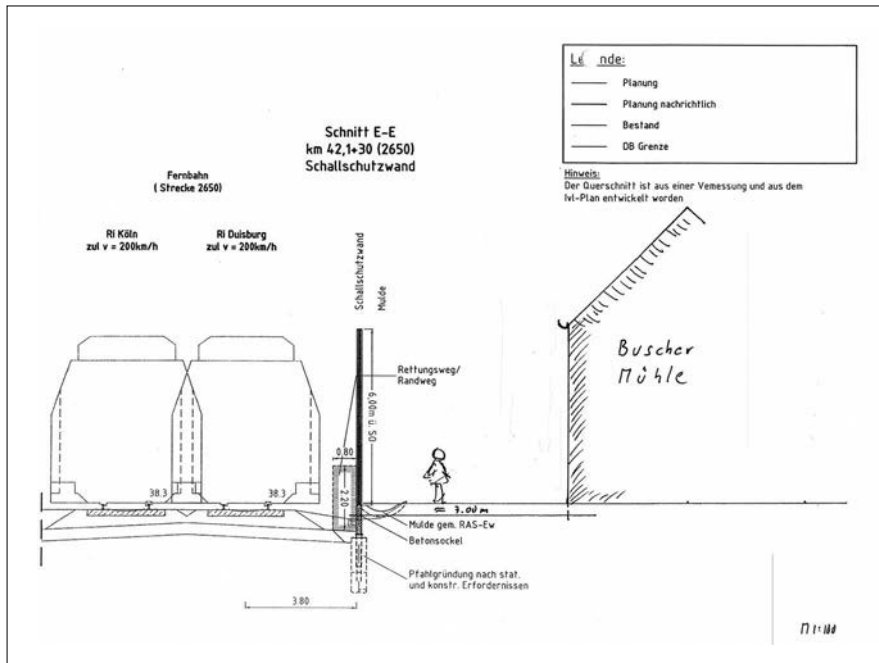 Le nde:
Planung
Planung nachrichtlich
Bestand
DB Grenze
Hinweis:
Der Querschnitt ist aus einer Vemessung und aus dem
lvl-Plan entwickelt worden
Schnitt E-E
km 42,1+30 (2650)
Schallschutzwand
Fernbahn
( Strecke 2650)
Ri Köln
zul v = 200km/h
Ri Duisburg
zul v = 200km/h
Schallschutzwand
Mulde
Buscher
Mühle
Rettungsweg/
Randweg
6,00m ü. SO
0.80
2.20
38.3
38.3
≈ 7.00 m
Mulde gem. RAS-Ew
Betonsockel
Pfahlgründung nach stat.
und konstr. Erfordernissen
3.80
M 1:100